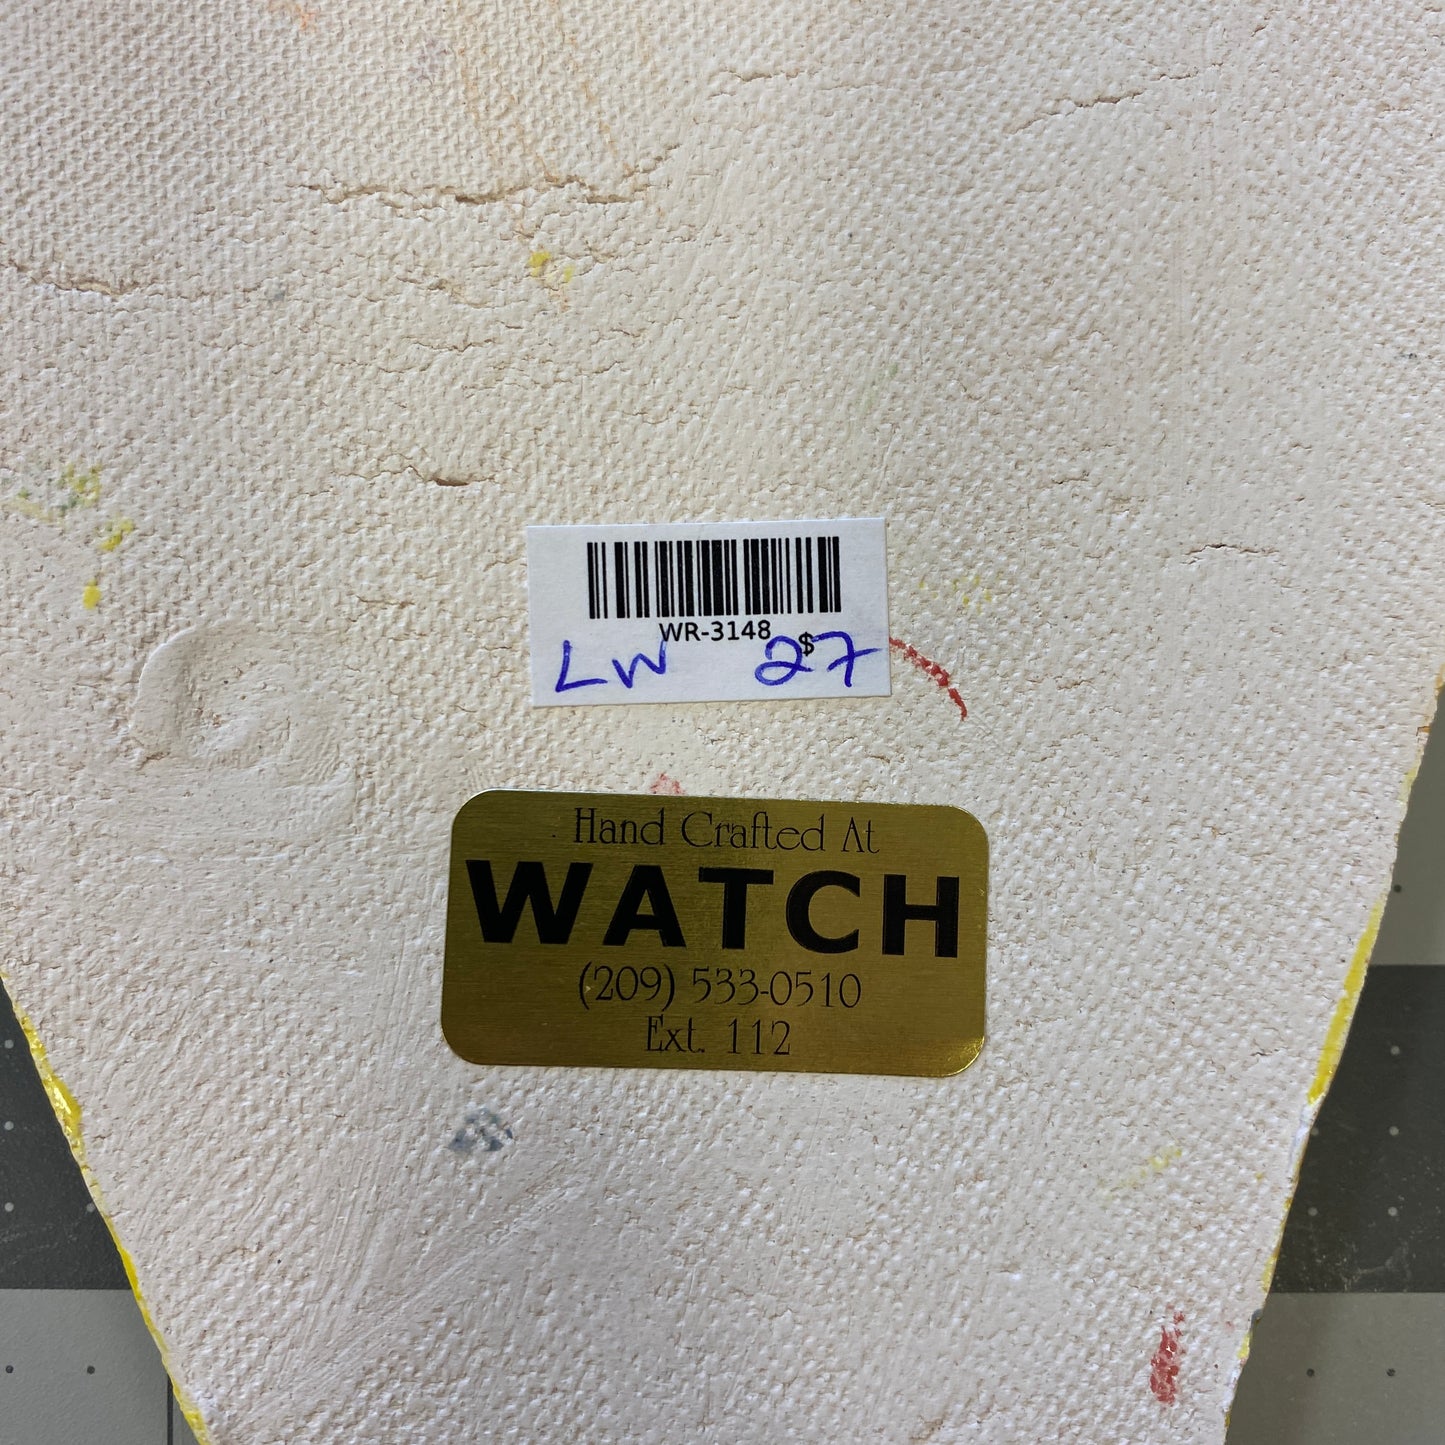 WR-3148
LW $27
Hand Crafted At
WATCH
(209) 533-0510
Ext. 112